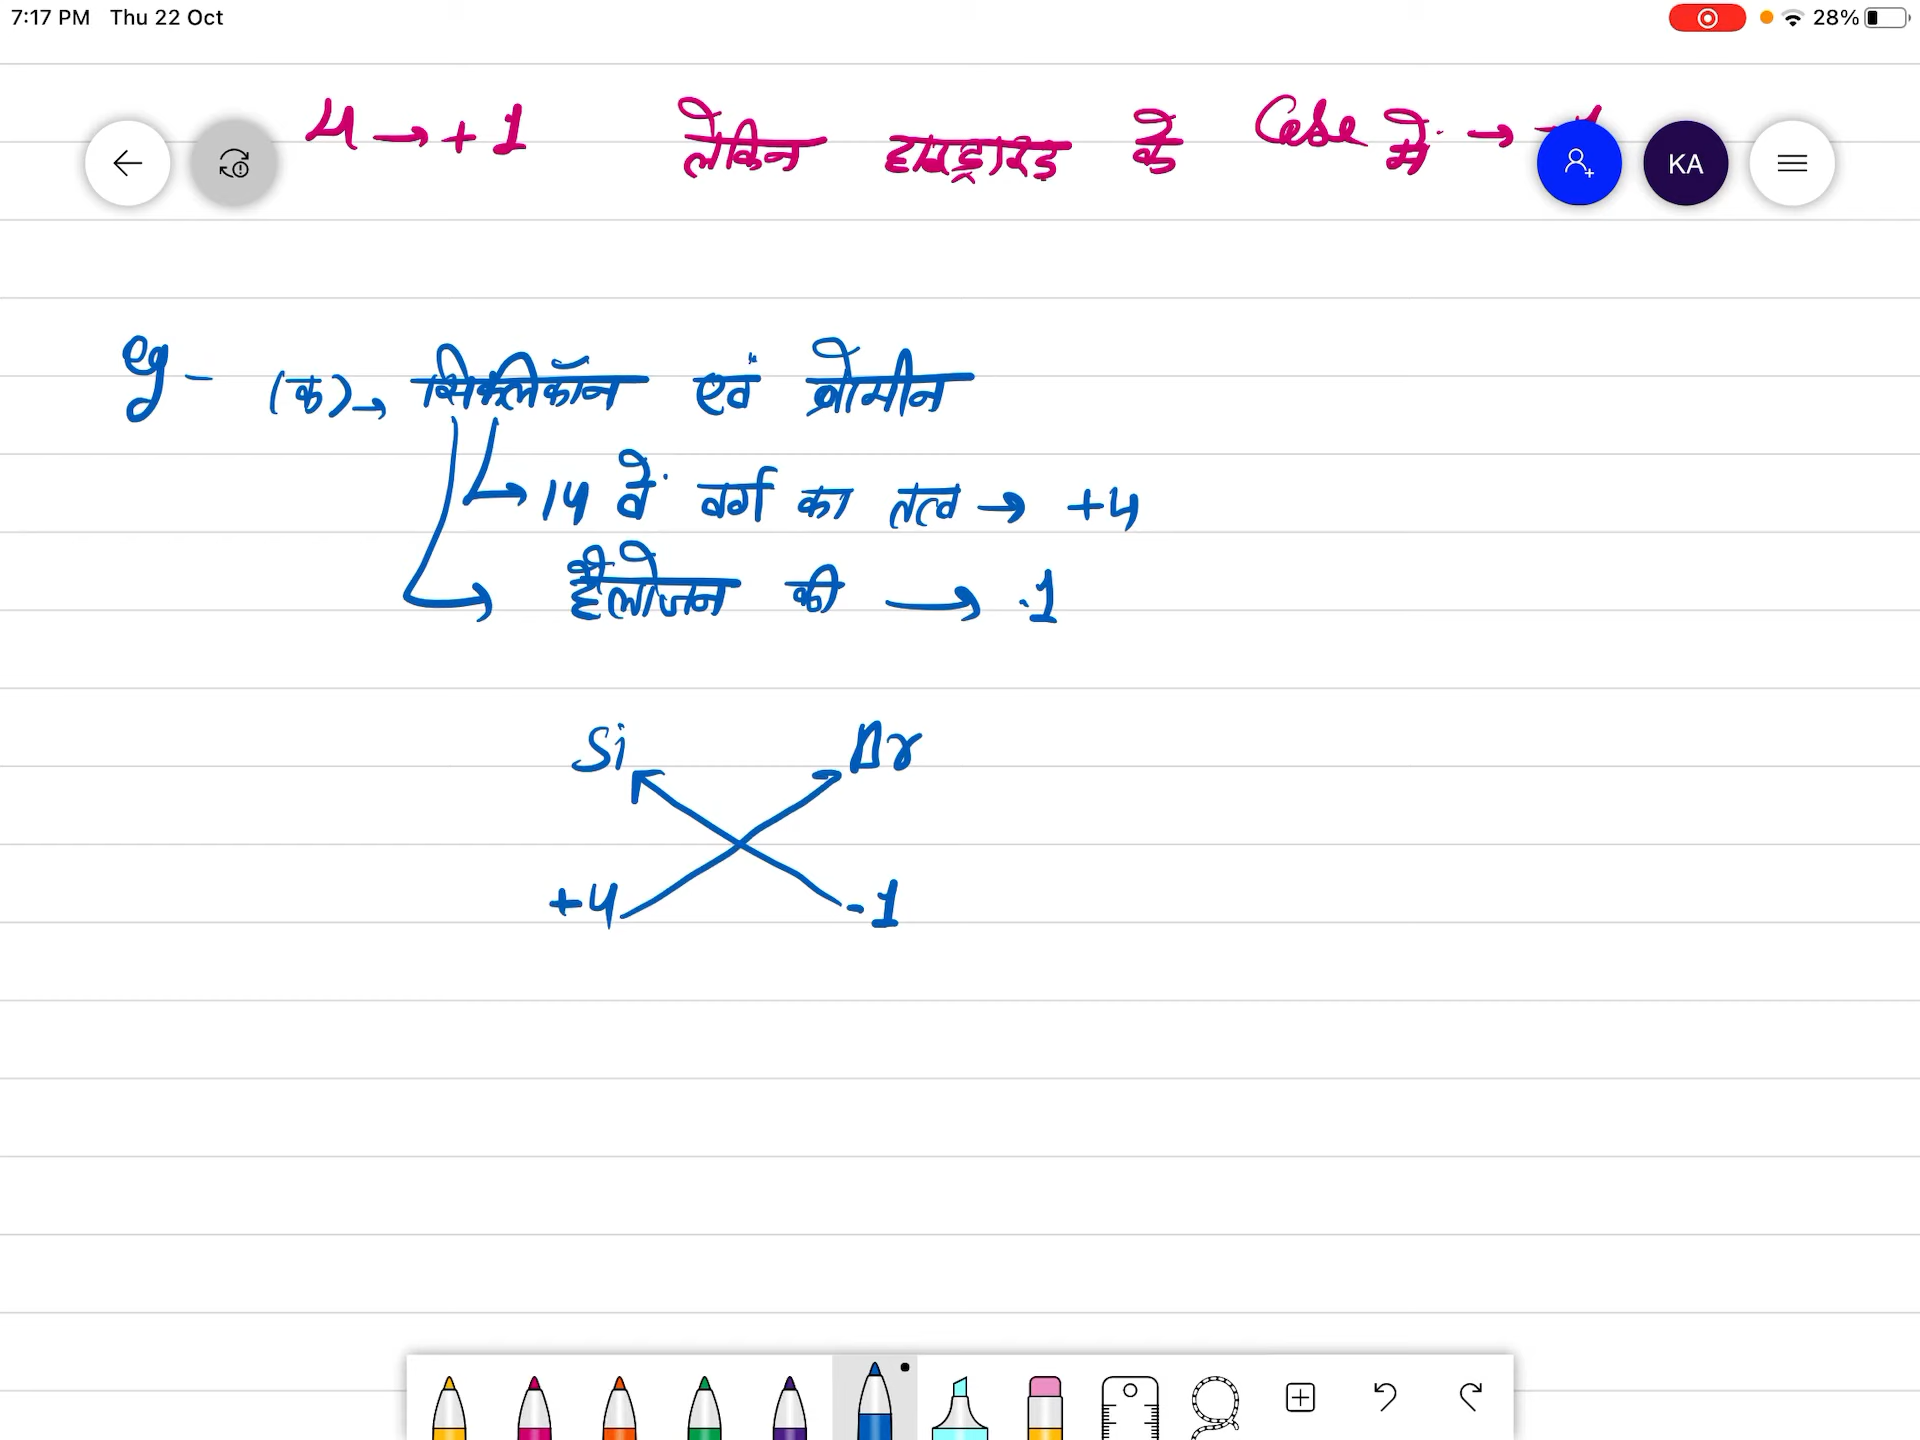 7:17 PM Thu 22 Oct 28%
H → +1 लेकिन हाइड्राइड के Case में →
KA
eg - (क) → सिलिकॉन एवं ब्रोमीन
→ 14 वें वर्ग का तत्व → +4
→ हैलोजन की → -1
Si Br
+4 -1